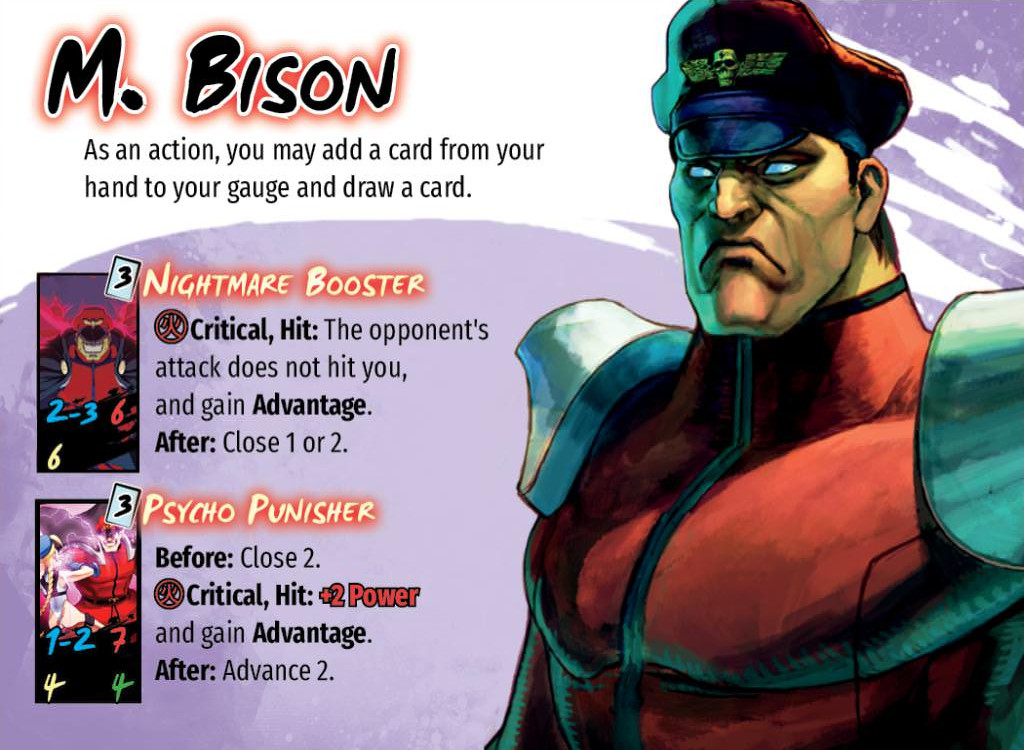 M. BISON
As an action, you may add a card from your
hand to your gauge and draw a card.
3 NIGHTMARE BOOSTER
Critical, Hit: The opponent's
attack does not hit you,
and gain Advantage.
After: Close 1 or 2.
2-3 6
6
3 PSYCHO PUNISHER
Before: Close 2.
Critical, Hit: +2 Power
and gain Advantage.
After: Advance 2.
1-2 7
4 4